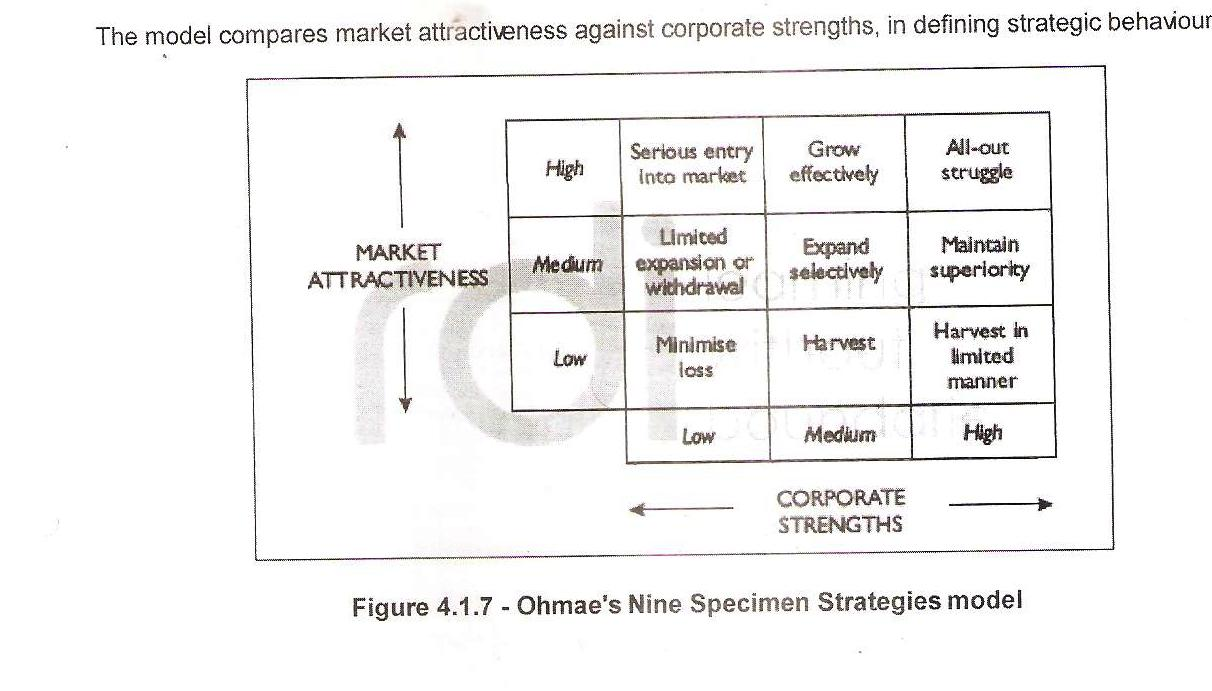 The model compares market attractiveness against corporate strengths, in defining strategic behaviour
High
Serious entry
into market
Grow
effectively
All-out
struggle
MARKET
ATTRACTIVENESS
Medium
Limited
expansion or
withdrawal
Expand
selectively
Maintain
superiority
Low
Minimise
loss
Harvest
Harvest in
limited
manner
Low
Medium
High
CORPORATE
STRENGTHS
Figure 4.1.7 - Ohmae's Nine Specimen Strategies model
rdi